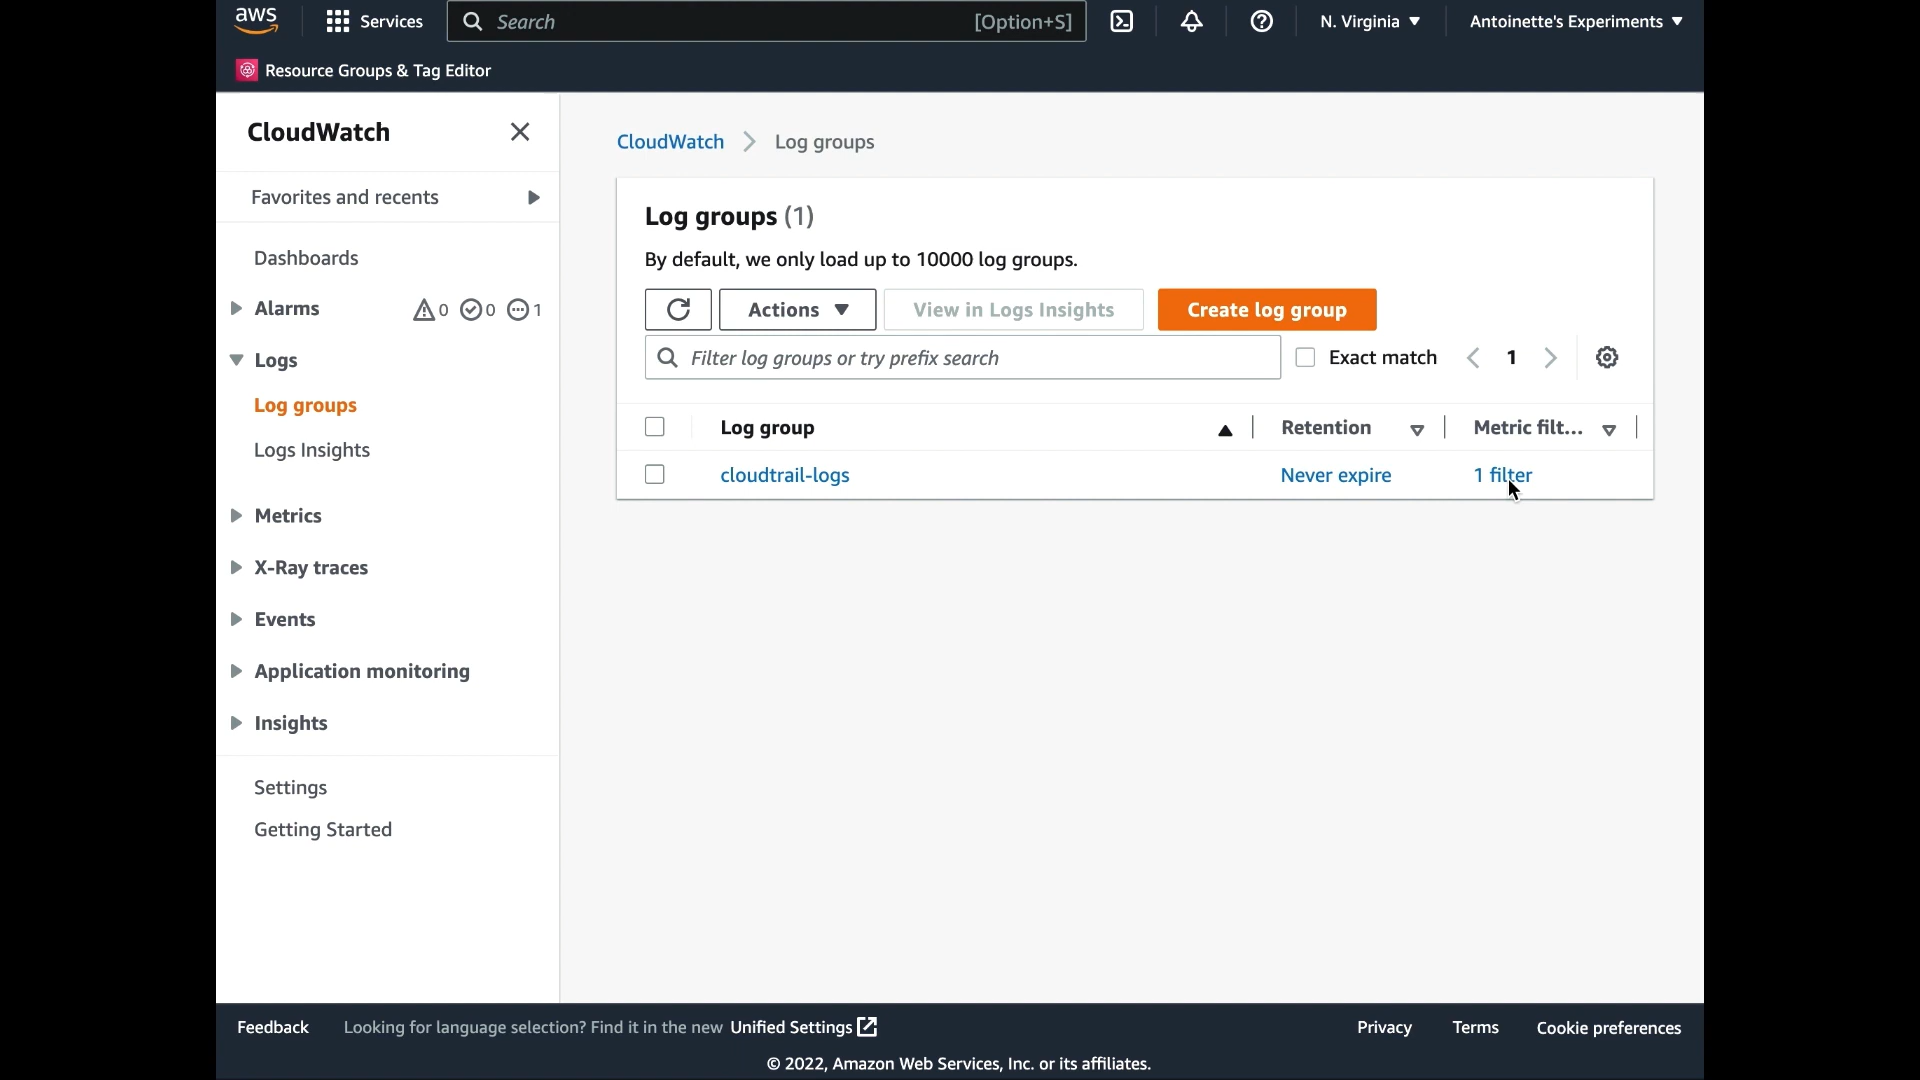 aws
Services
Search
[Option+S]
N. Virginia
Antoinette's Experiments
Resource Groups & Tag Editor
CloudWatch
Favorites and recents
Dashboards
Alarms
0
0
1
Logs
Log groups
Logs Insights
Metrics
X-Ray traces
Events
Application monitoring
Insights
Settings
Getting Started
CloudWatch
Log groups
Log groups (1)
By default, we only load up to 10000 log groups.
Actions
View in Logs Insights
Create log group
Filter log groups or try prefix search
Exact match
1
Log group
Retention
Metric filt...
cloudtrail-logs
Never expire
1 filter
Feedback
Looking for language selection? Find it in the new Unified Settings
Privacy
Terms
Cookie preferences
© 2022, Amazon Web Services, Inc. or its affiliates.